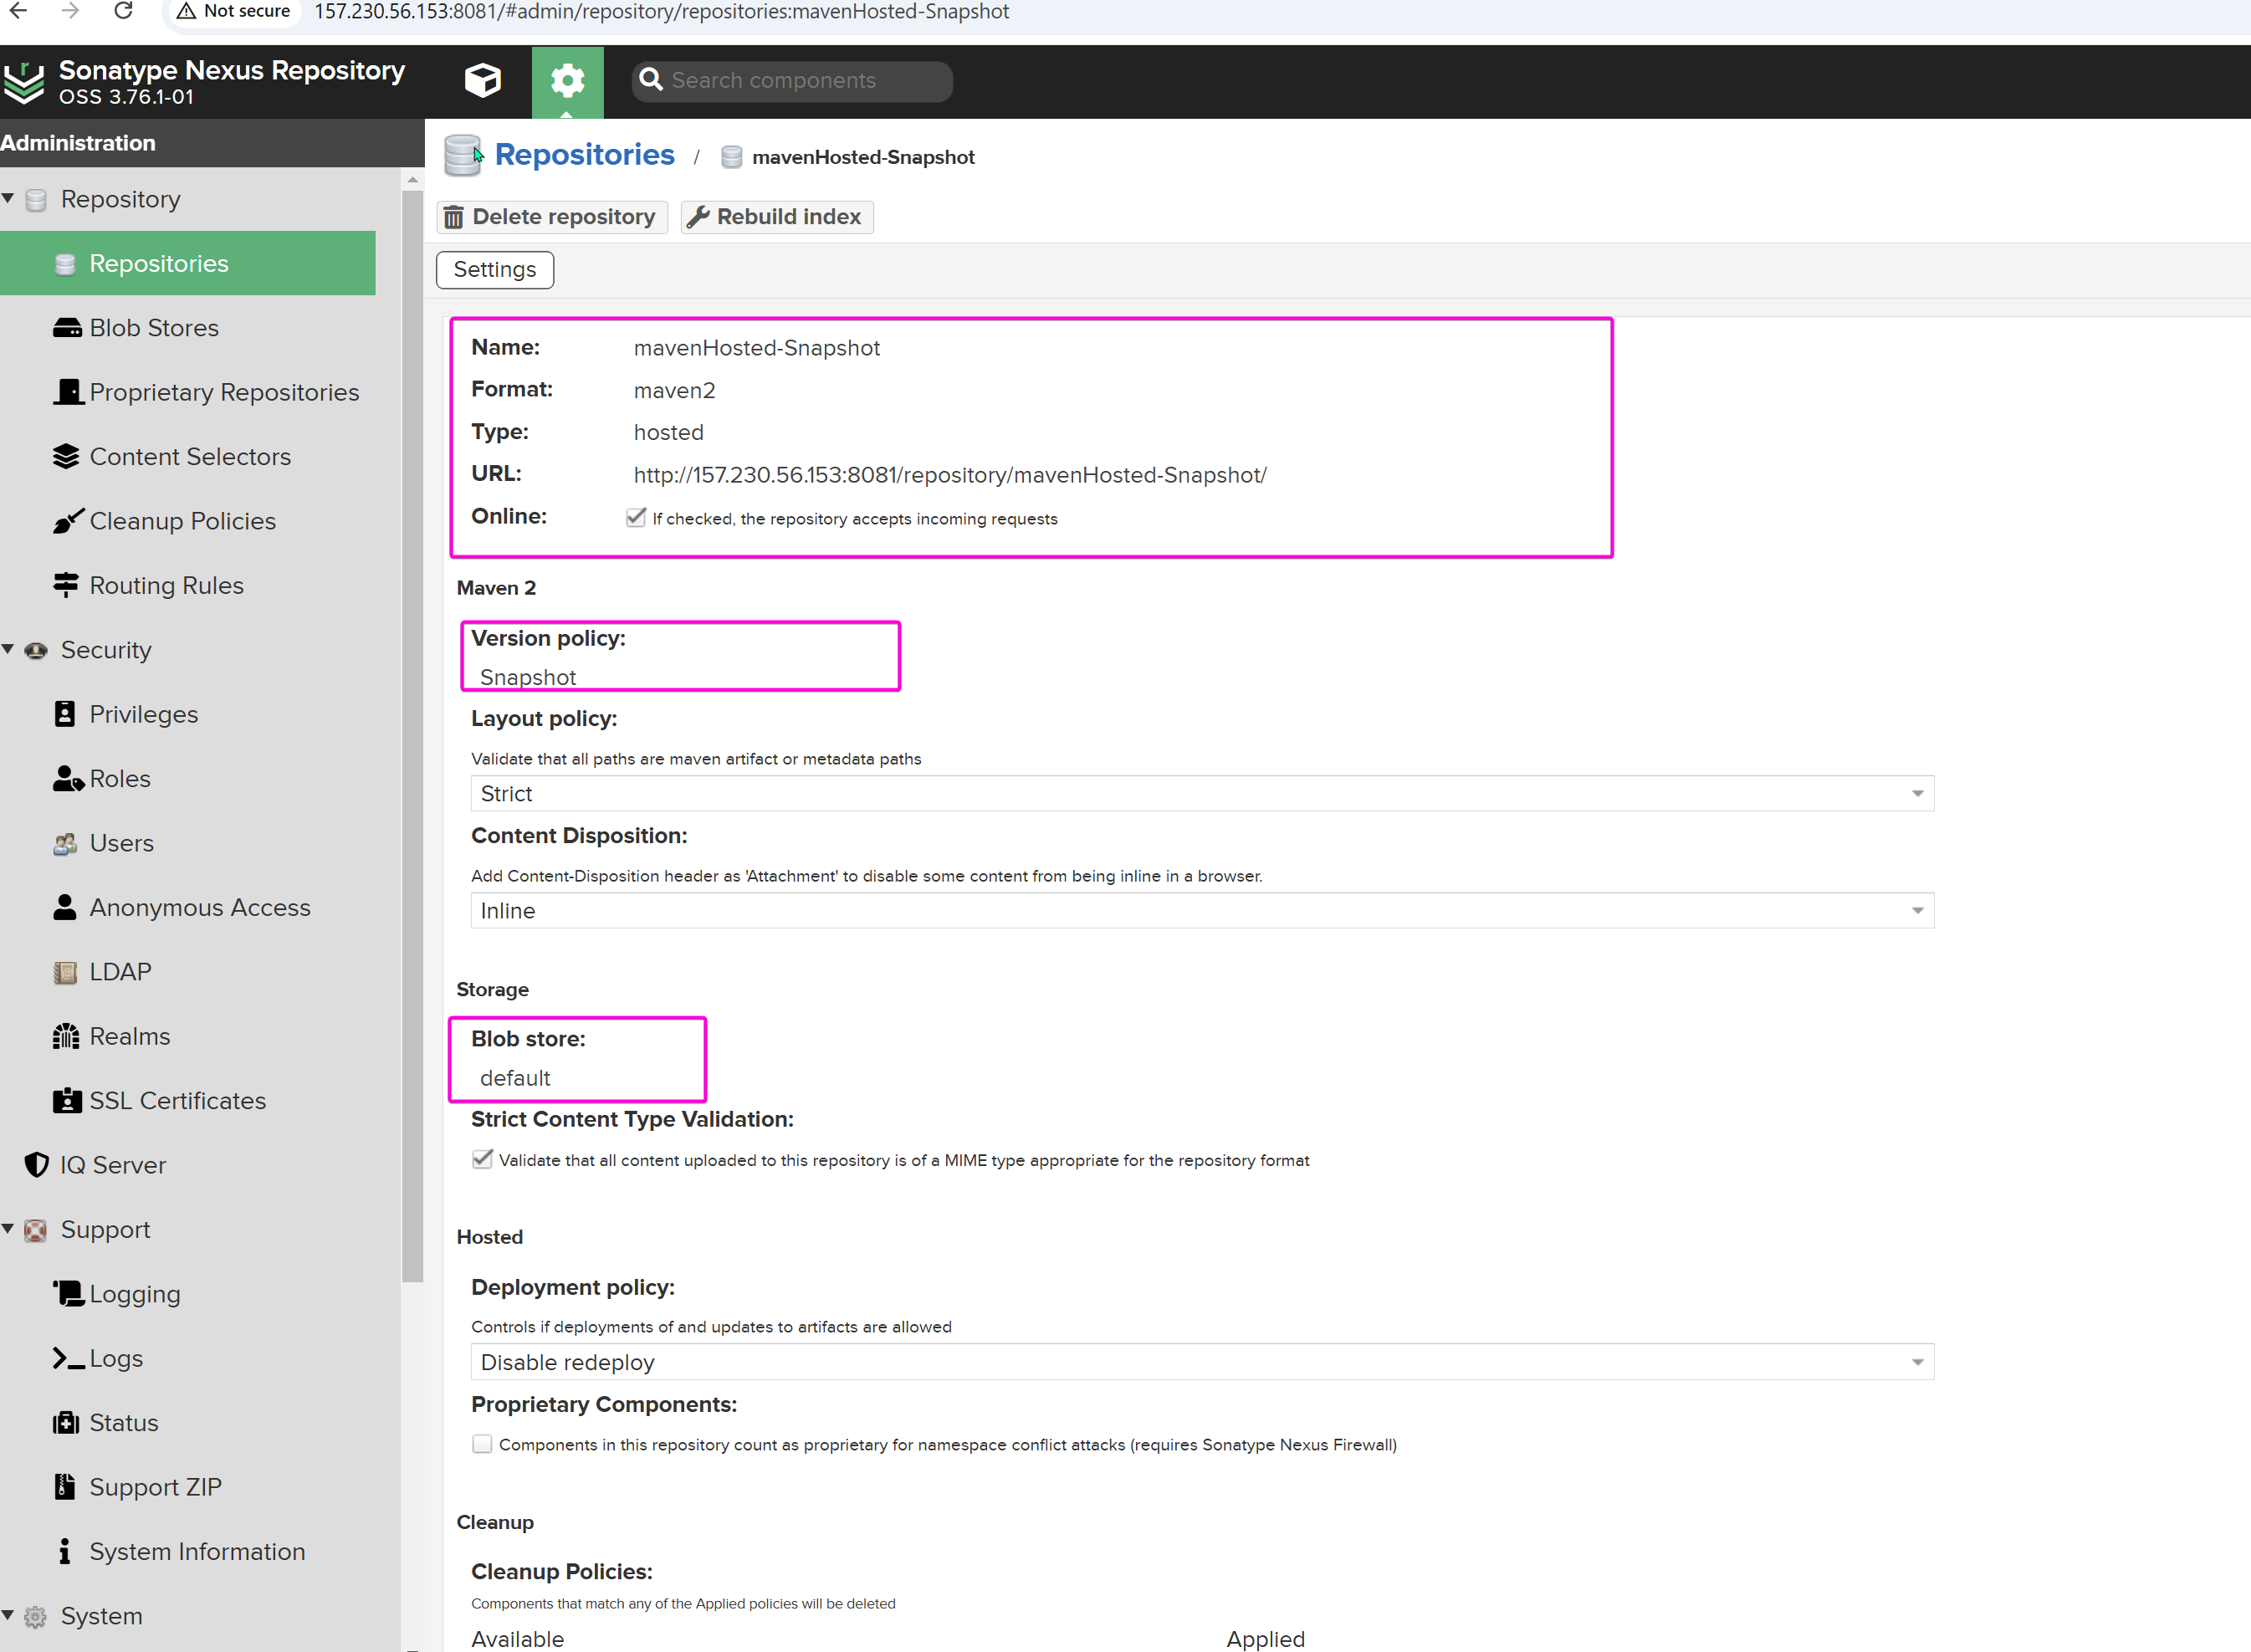 Not secure 157.230.56.153:8081/#admin/repository/repositories:mavenHosted-Snapshot
Sonatype Nexus Repository
OSS 3.76.1-01
Search components
Administration
Repository
Repositories
Blob Stores
Proprietary Repositories
Content Selectors
Cleanup Policies
Routing Rules
Security
Privileges
Roles
Users
Anonymous Access
LDAP
Realms
SSL Certificates
IQ Server
Support
Logging
Logs
Status
Support ZIP
System Information
System
Repositories / mavenHosted-Snapshot
Delete repository Rebuild index
Settings
Name: mavenHosted-Snapshot
Format: maven2
Type: hosted
URL: http://157.230.56.153:8081/repository/mavenHosted-Snapshot/
Online: If checked, the repository accepts incoming requests
Maven 2
Version policy:
Snapshot
Layout policy:
Validate that all paths are maven artifact or metadata paths
Strict
Content Disposition:
Add Content-Disposition header as 'Attachment' to disable some content from being inline in a browser.
Inline
Storage
Blob store:
default
Strict Content Type Validation:
Validate that all content uploaded to this repository is of a MIME type appropriate for the repository format
Hosted
Deployment policy:
Controls if deployments of and updates to artifacts are allowed
Disable redeploy
Proprietary Components:
Components in this repository count as proprietary for namespace conflict attacks (requires Sonatype Nexus Firewall)
Cleanup
Cleanup Policies:
Components that match any of the Applied policies will be deleted
Available Applied